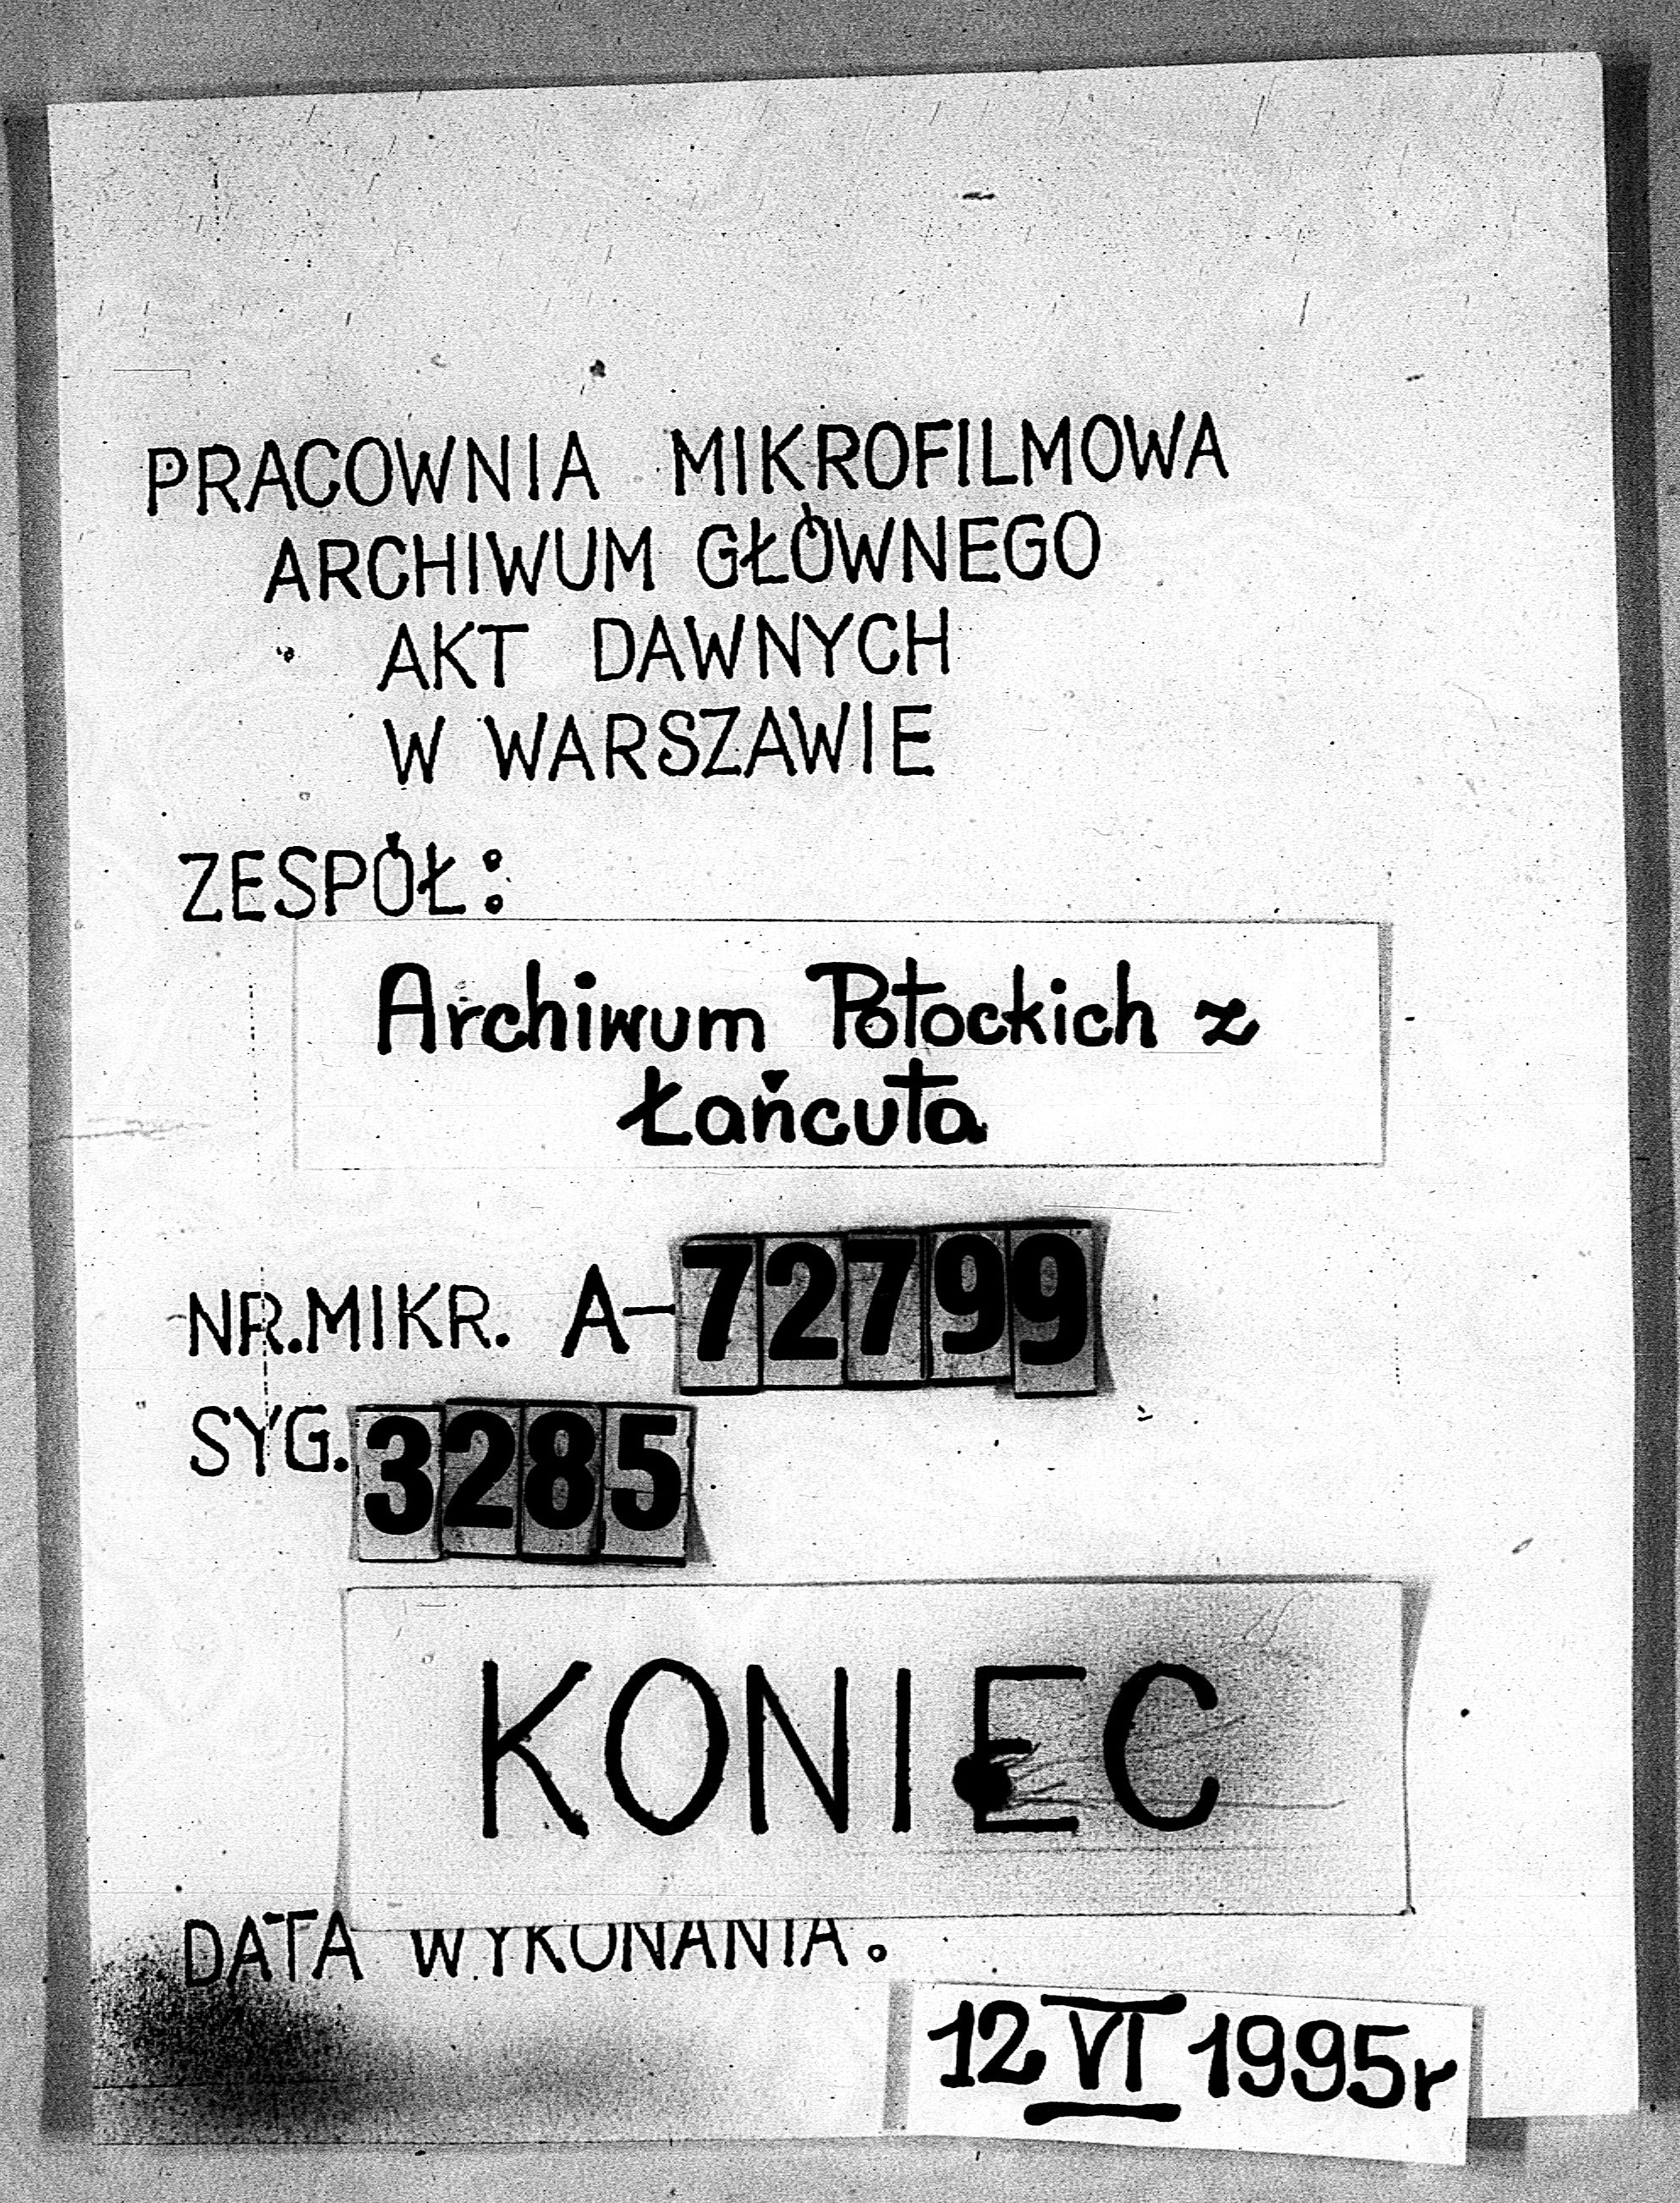 PRACOWNIA MIKROFILMOWA
ARCHIWUM GŁÓWNEGO
AKT DAWNYCH
W WARSZAWIE
ZESPÓŁ:
Archiwum Potockich z
Łańcuta
NR.MIKR. A-72799
SYG. 3285
KONIEC
DATA WYKONANIA:
12 VI 1995r